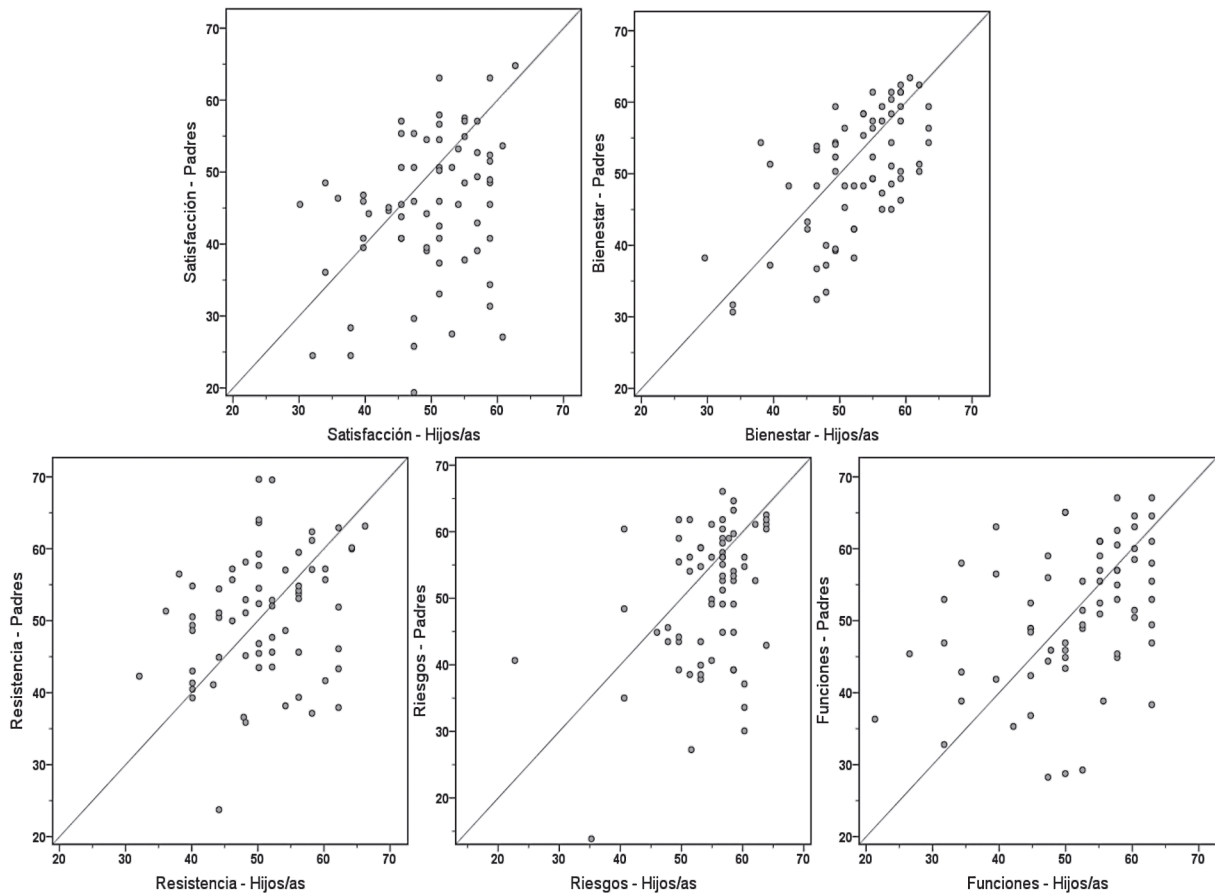 70
60
50
40
30
20
Satisfacción - Padres
20 30 40 50 60 70
Satisfacción - Hijos/as
70
60
50
40
30
20
Bienestar - Padres
20 30 40 50 60 70
Bienestar - Hijos/as
70
60
50
40
30
20
Resistencia - Padres
20 30 40 50 60 70
Resistencia - Hijos/as
70
60
50
40
30
20
Riesgos - Padres
20 30 40 50 60 70
Riesgos - Hijos/as
70
60
50
40
30
20
Funciones - Padres
20 30 40 50 60 70
Funciones - Hijos/as